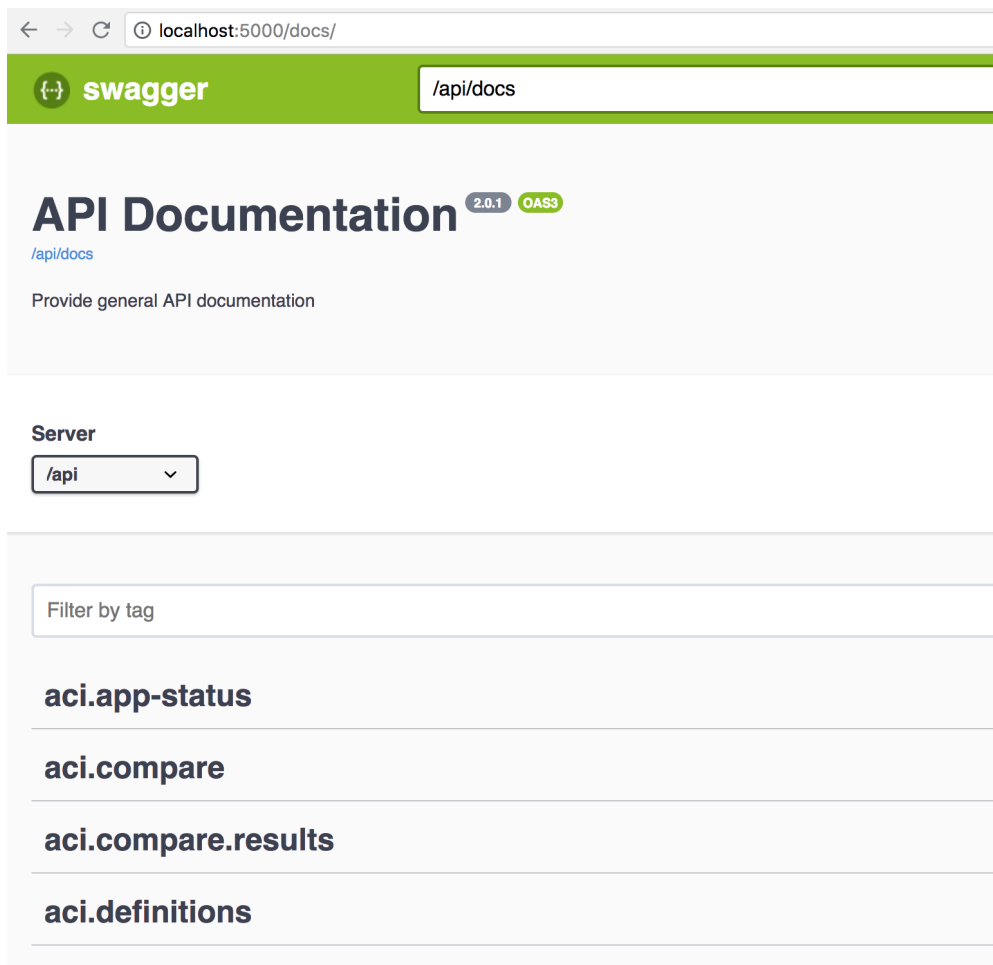 localhost:5000/docs/
{···} swagger
/api/docs
API Documentation 2.0.1 OAS3
/api/docs
Provide general API documentation
Server
/api
Filter by tag
aci.app-status
aci.compare
aci.compare.results
aci.definitions